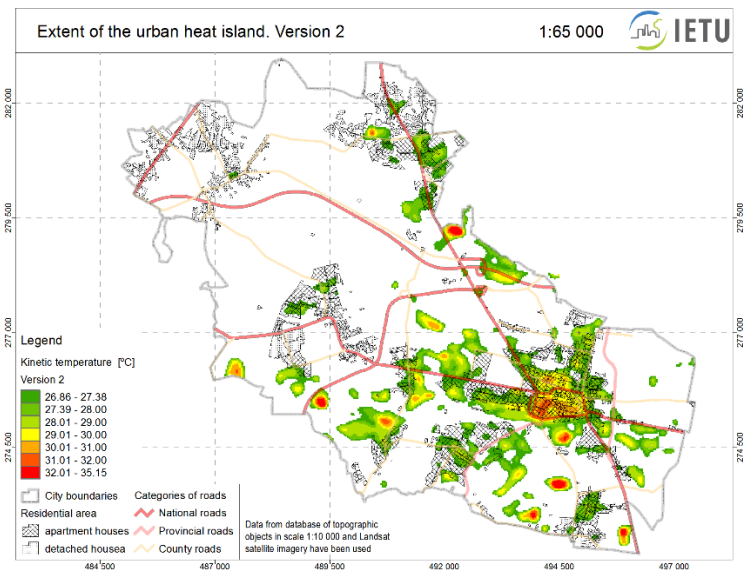 Extent of the urban heat island. Version 2
1:65 000
IETU
282 000
282 000
279 500
279 500
277 000
277 000
274 500
274 500
Legend
Kinetic temperature [ºC]
Version 2
26.86 - 27.38
27.39 - 28.00
28.01 - 29.00
29.01 - 30.00
30.01 - 31.00
31.01 - 32.00
32.01 - 35.15
City boundaries
Residential area
apartment houses
detached housea
Categories of roads
National roads
Provincial roads
County roads
Data from database of topographic
objects in scale 1:10 000 and Landsat
satellite imagery have been used
484 500
487 000
489 500
492 000
494 500
497 000